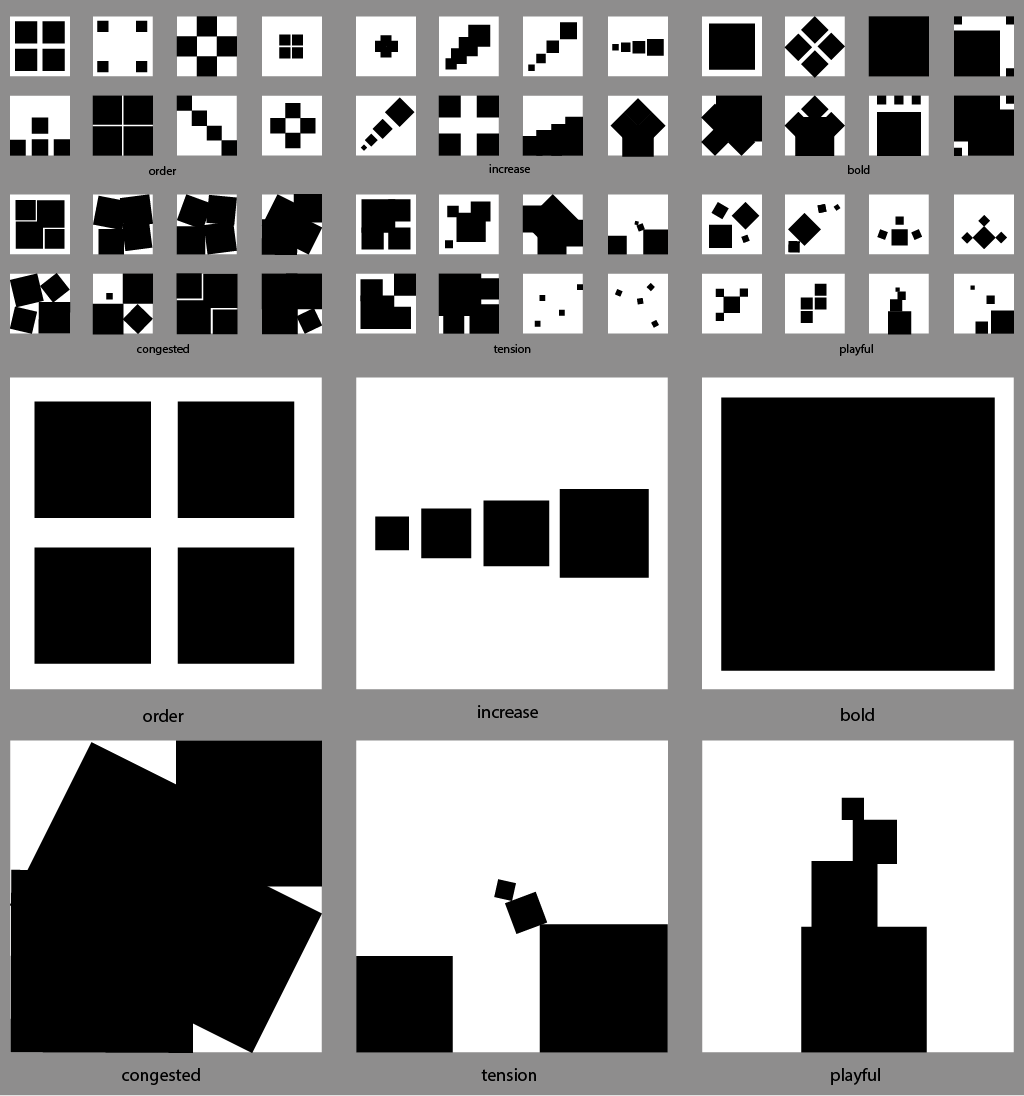 order
increase
bold
congested
tension
playful
order
increase
bold
congested
tension
playful